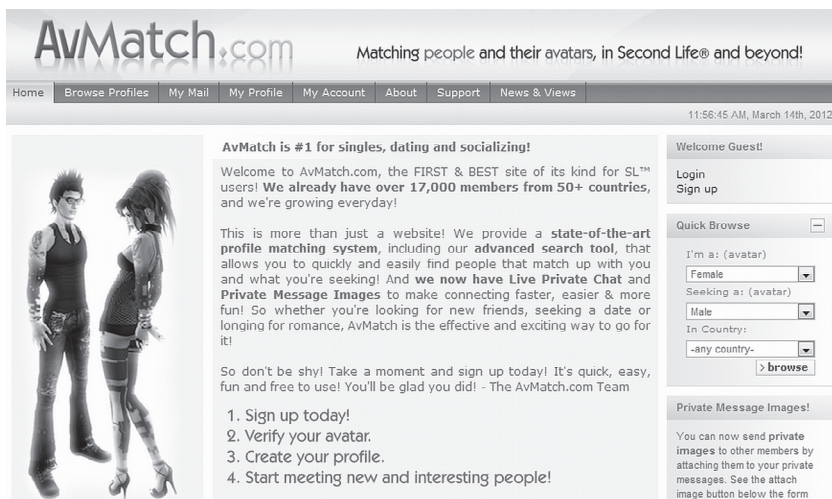 AvMatch.com
Matching people and their avatars, in Second Life® and beyond!
Home Browse Profiles My Mail My Profile My Account About Support News & Views
11:56:45 AM, March 14th, 2012
AvMatch is #1 for singles, dating and socializing!
Welcome to AvMatch.com, the FIRST & BEST site of its kind for SL™
users! We already have over 17,000 members from 50+ countries,
and we're growing everyday!
This is more than just a website! We provide a state-of-the-art
profile matching system, including our advanced search tool, that
allows you to quickly and easily find people that match up with you
and what you're seeking! And we now have Live Private Chat and
Private Message Images to make connecting faster, easier & more
fun! So whether you're looking for new friends, seeking a date or
longing for romance, AvMatch is the effective and exciting way to go for
it!
So don't be shy! Take a moment and sign up today! It's quick, easy,
fun and free to use! You'll be glad you did! - The AvMatch.com Team
1. Sign up today!
2. Verify your avatar.
3. Create your profile.
4. Start meeting new and interesting people!
Welcome Guest!
Login
Sign up
Quick Browse
I'm a: (avatar)
Female
Seeking a: (avatar)
Male
In Country:
-any country-
> browse
Private Message Images!
You can now send private
images to other members by
attaching them to your private
messages. See the attach
image button below the form